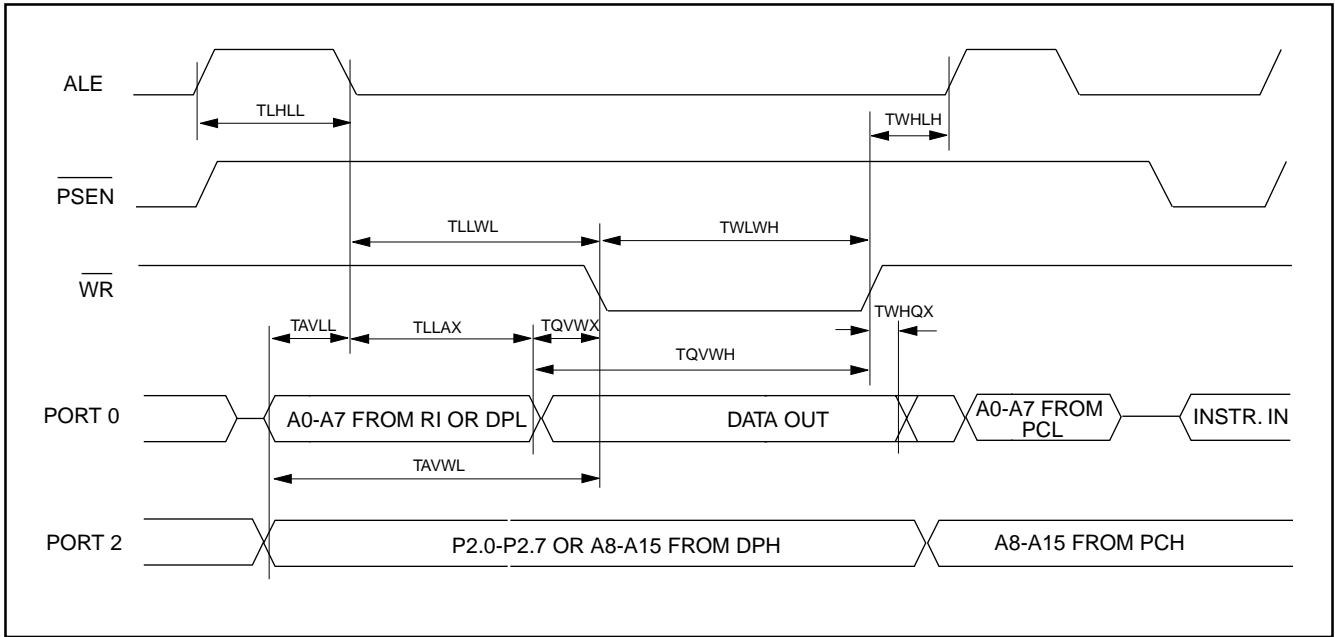 ALE
TLHLL
TWHLH
PSEN
TLLWL
TWLWH
WR
TWHQX
TAVLL
TLLAX
TQVWX
TQVWH
PORT 0
A0-A7 FROM RI OR DPL
DATA OUT
A0-A7 FROM
PCL
INSTR. IN
TAVWL
PORT 2
P2.0-P2.7 OR A8-A15 FROM DPH
A8-A15 FROM PCH